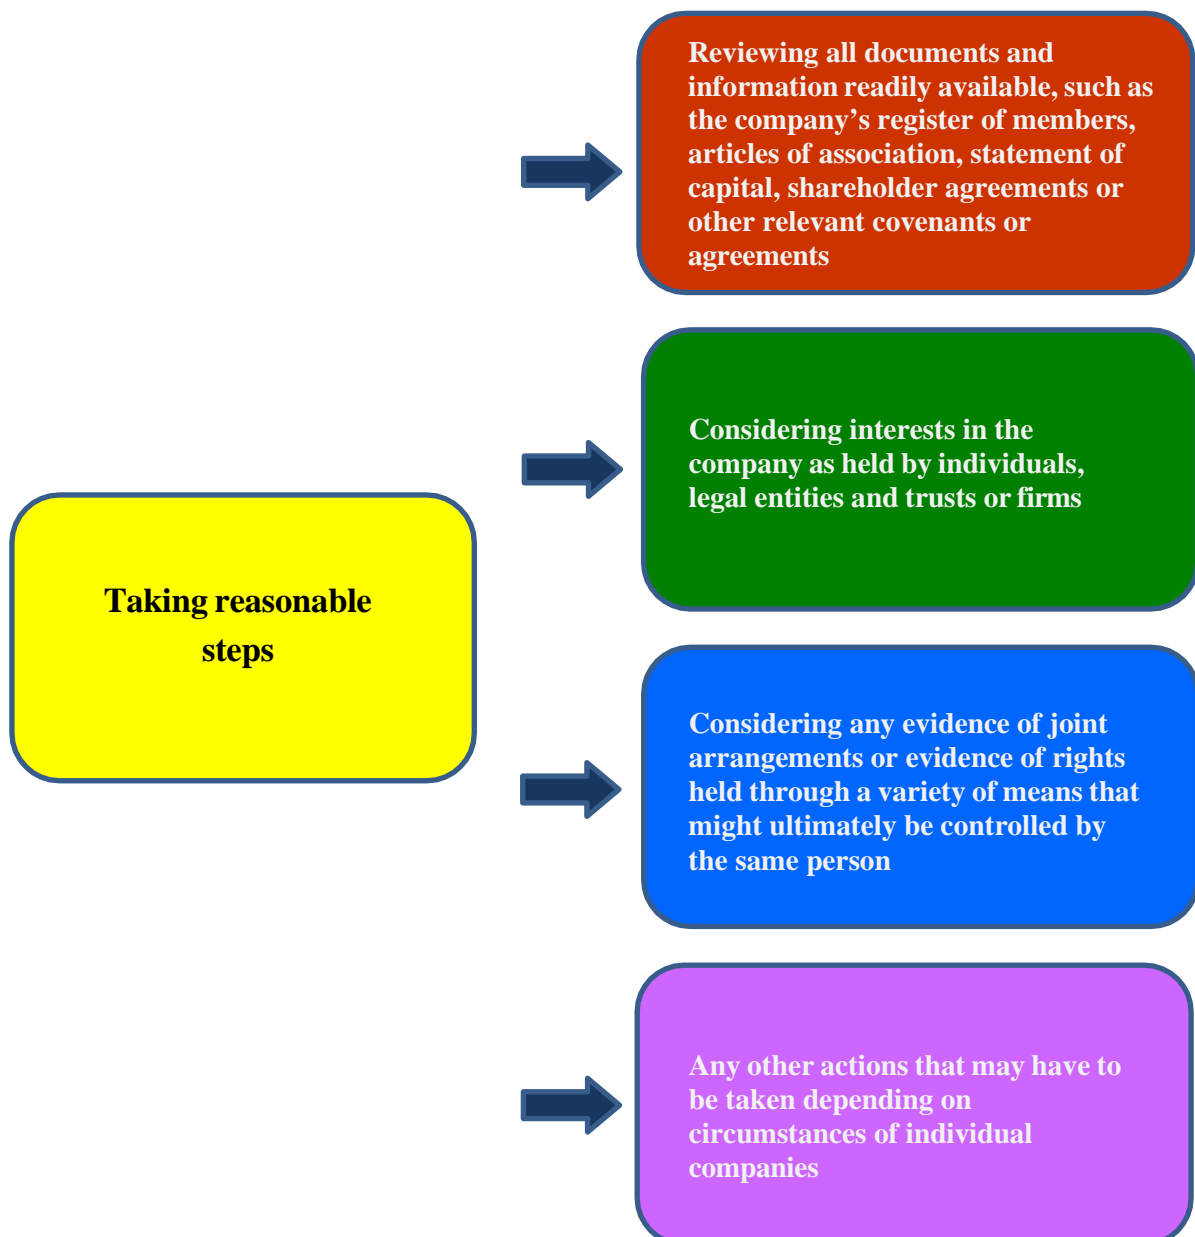 Reviewing all documents and
information readily available, such as
the company’s register of members,
articles of association, statement of
capital, shareholder agreements or
other relevant covenants or
agreements
Considering interests in the
company as held by individuals,
legal entities and trusts or firms
Taking reasonable
steps
Considering any evidence of joint
arrangements or evidence of rights
held through a variety of means that
might ultimately be controlled by
the same person
Any other actions that may have to
be taken depending on
circumstances of individual
companies